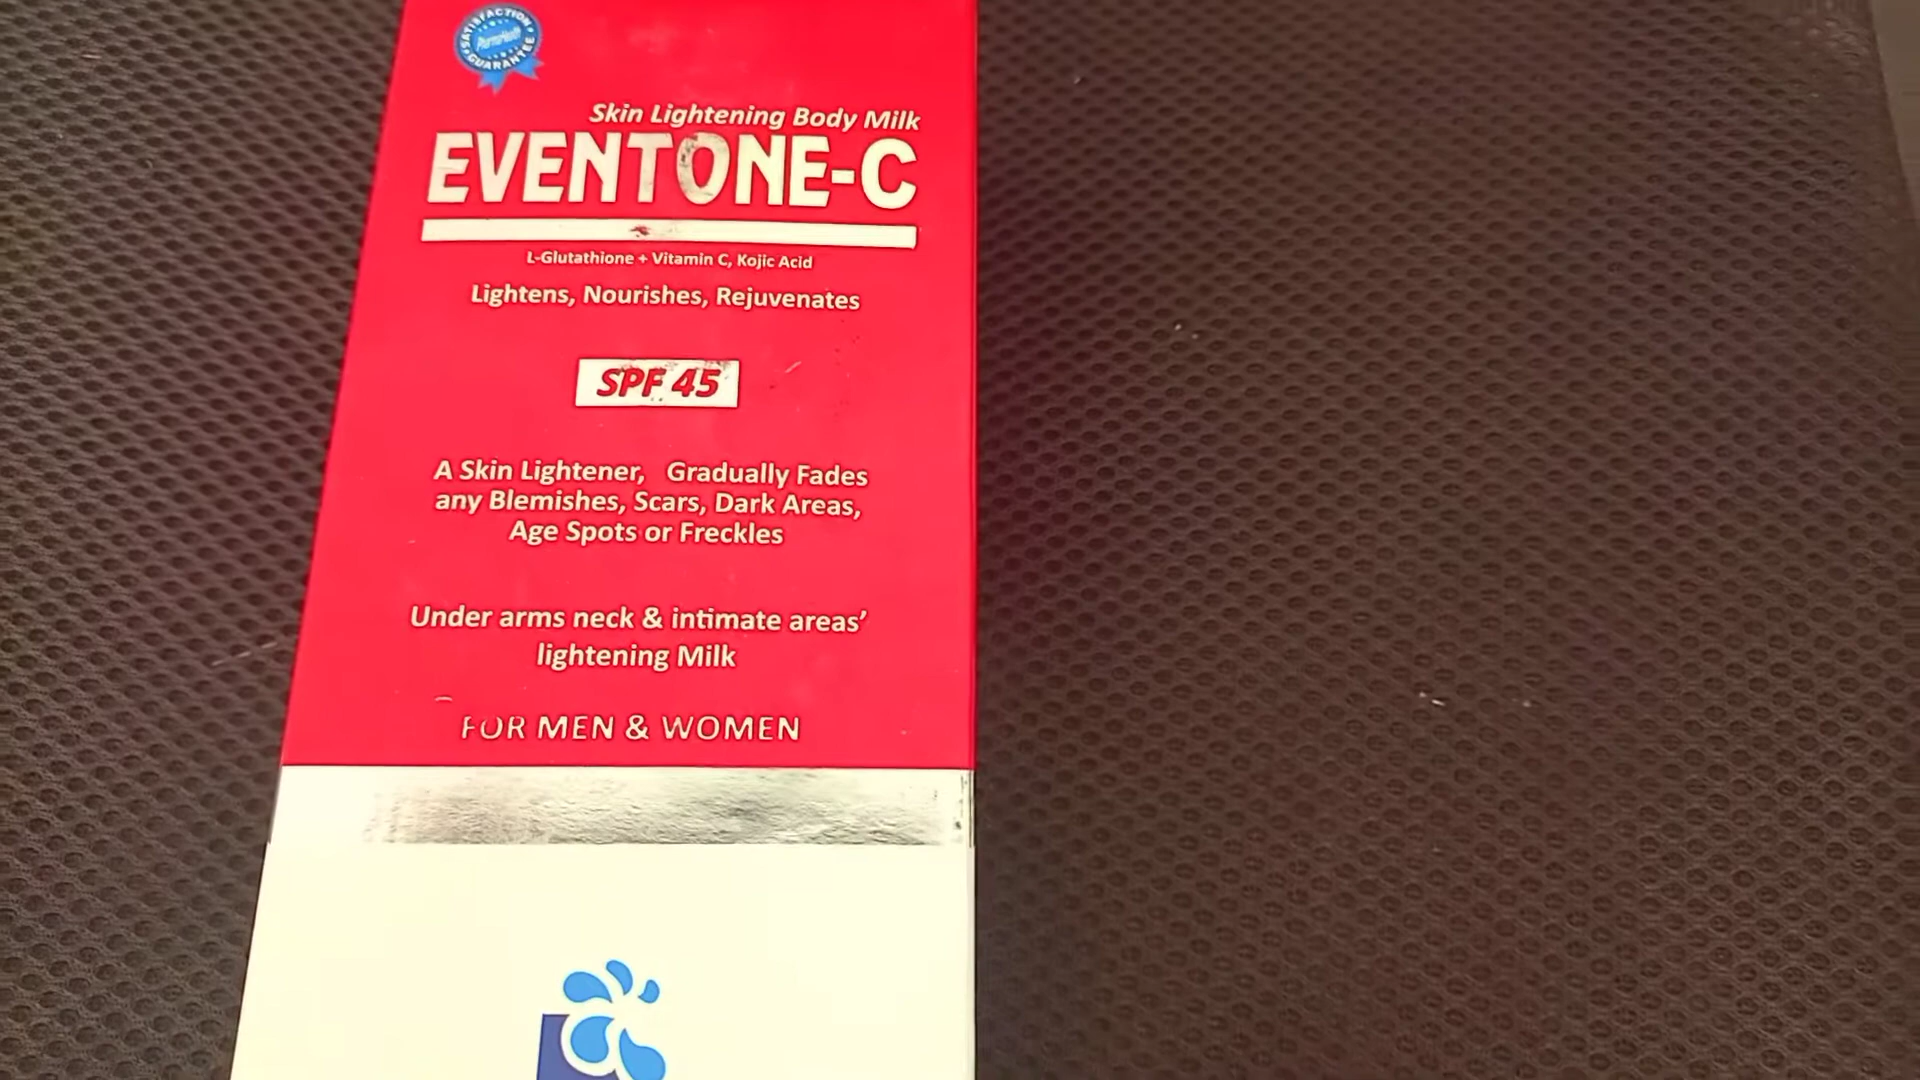 SATISFACTION
PharmaHealth
GUARANTEE
Skin Lightening Body Milk
EVENTONE-C
L-Glutathione + Vitamin C, Kojic Acid
Lightens, Nourishes, Rejuvenates
SPF 45
A Skin Lightener, Gradually Fades
any Blemishes, Scars, Dark Areas,
Age Spots or Freckles
Under arms neck & intimate areas’
lightening Milk
FOR MEN & WOMEN